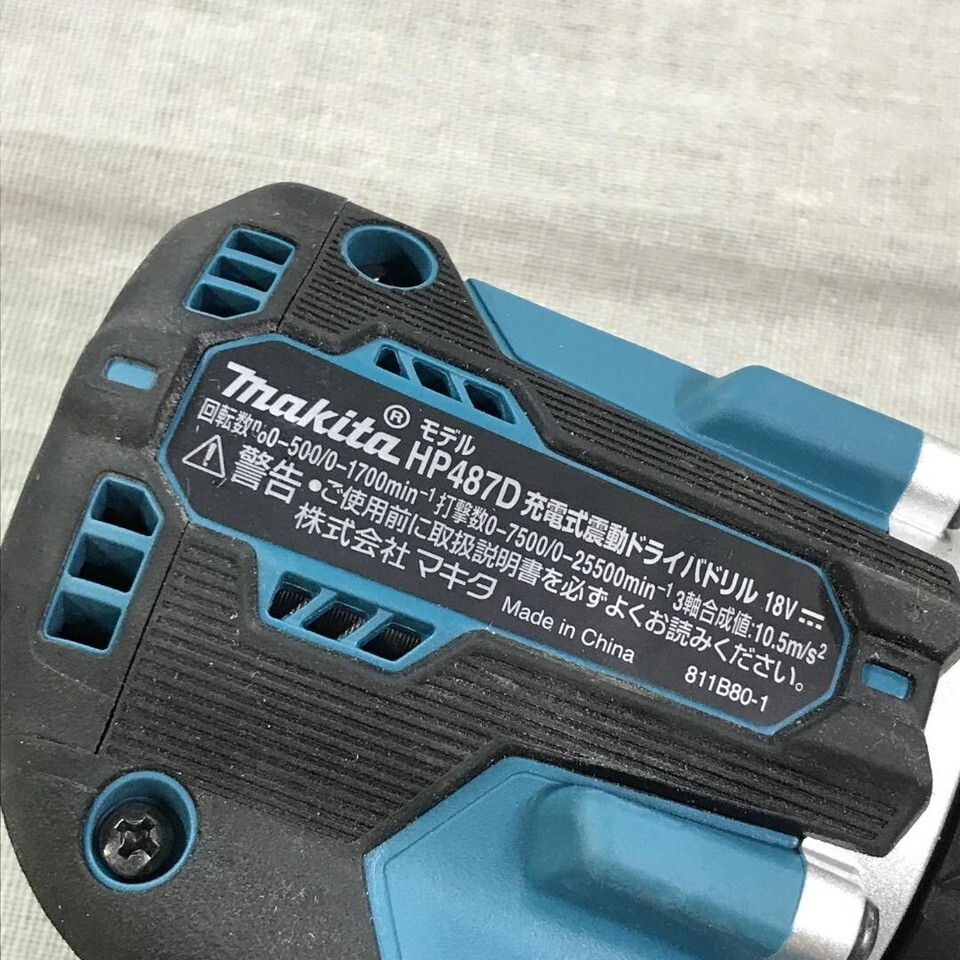 makita® モデル HP487D 充電式震動ドライバドリル 18V⎓
回転数n₀0-500/0-1700min⁻¹打撃数0-7500/0-25500min⁻¹3軸合成値:10.5m/s²
⚠警告 •ご使用前に取扱説明書を必ずよくお読みください。
株式会社 マキタ Made in China 811B80-1